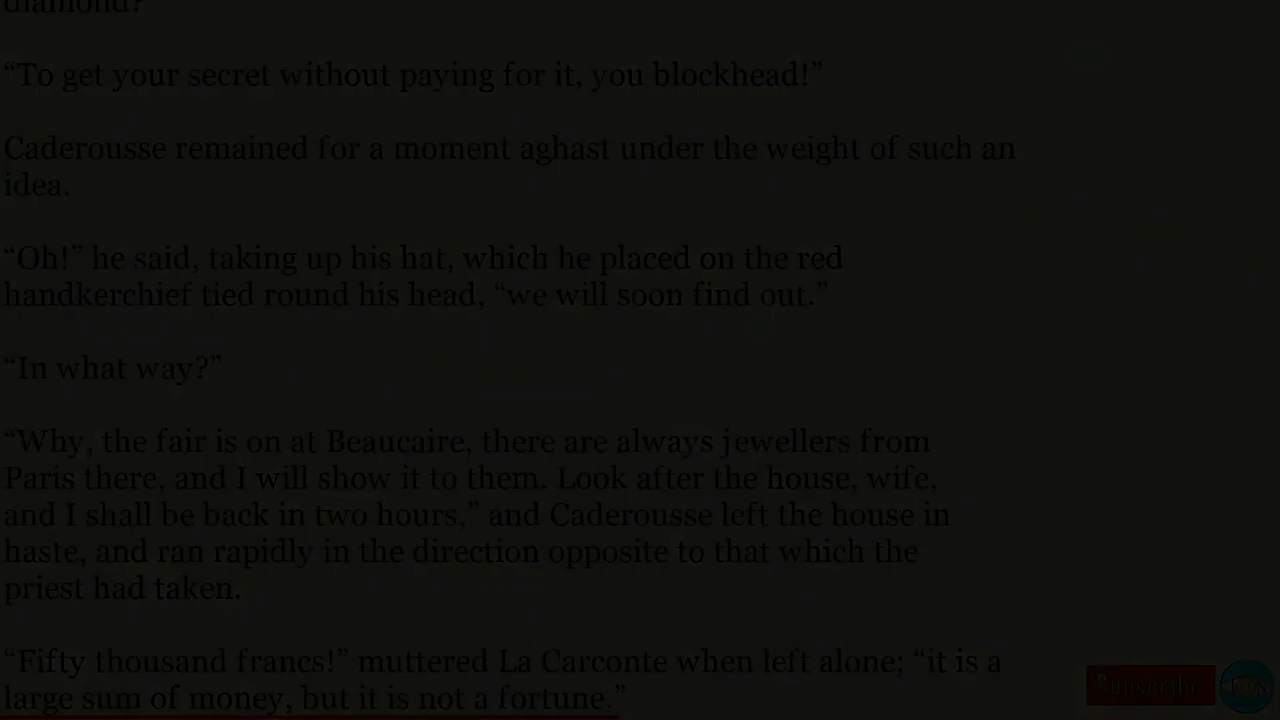 diamond?
“To get your secret without paying for it, you blockhead!”
Caderousse remained for a moment aghast under the weight of such an
idea.
“Oh!” he said, taking up his hat, which he placed on the red
handkerchief tied round his head, “we will soon find out.”
“In what way?”
“Why, the fair is on at Beaucaire, there are always jewellers from
Paris there, and I will show it to them. Look after the house, wife,
and I shall be back in two hours,” and Caderousse left the house in
haste, and ran rapidly in the direction opposite to that which the
priest had taken.
“Fifty thousand francs!” muttered La Carconte when left alone; “it is a
large sum of money, but it is not a fortune.”
Subscribe